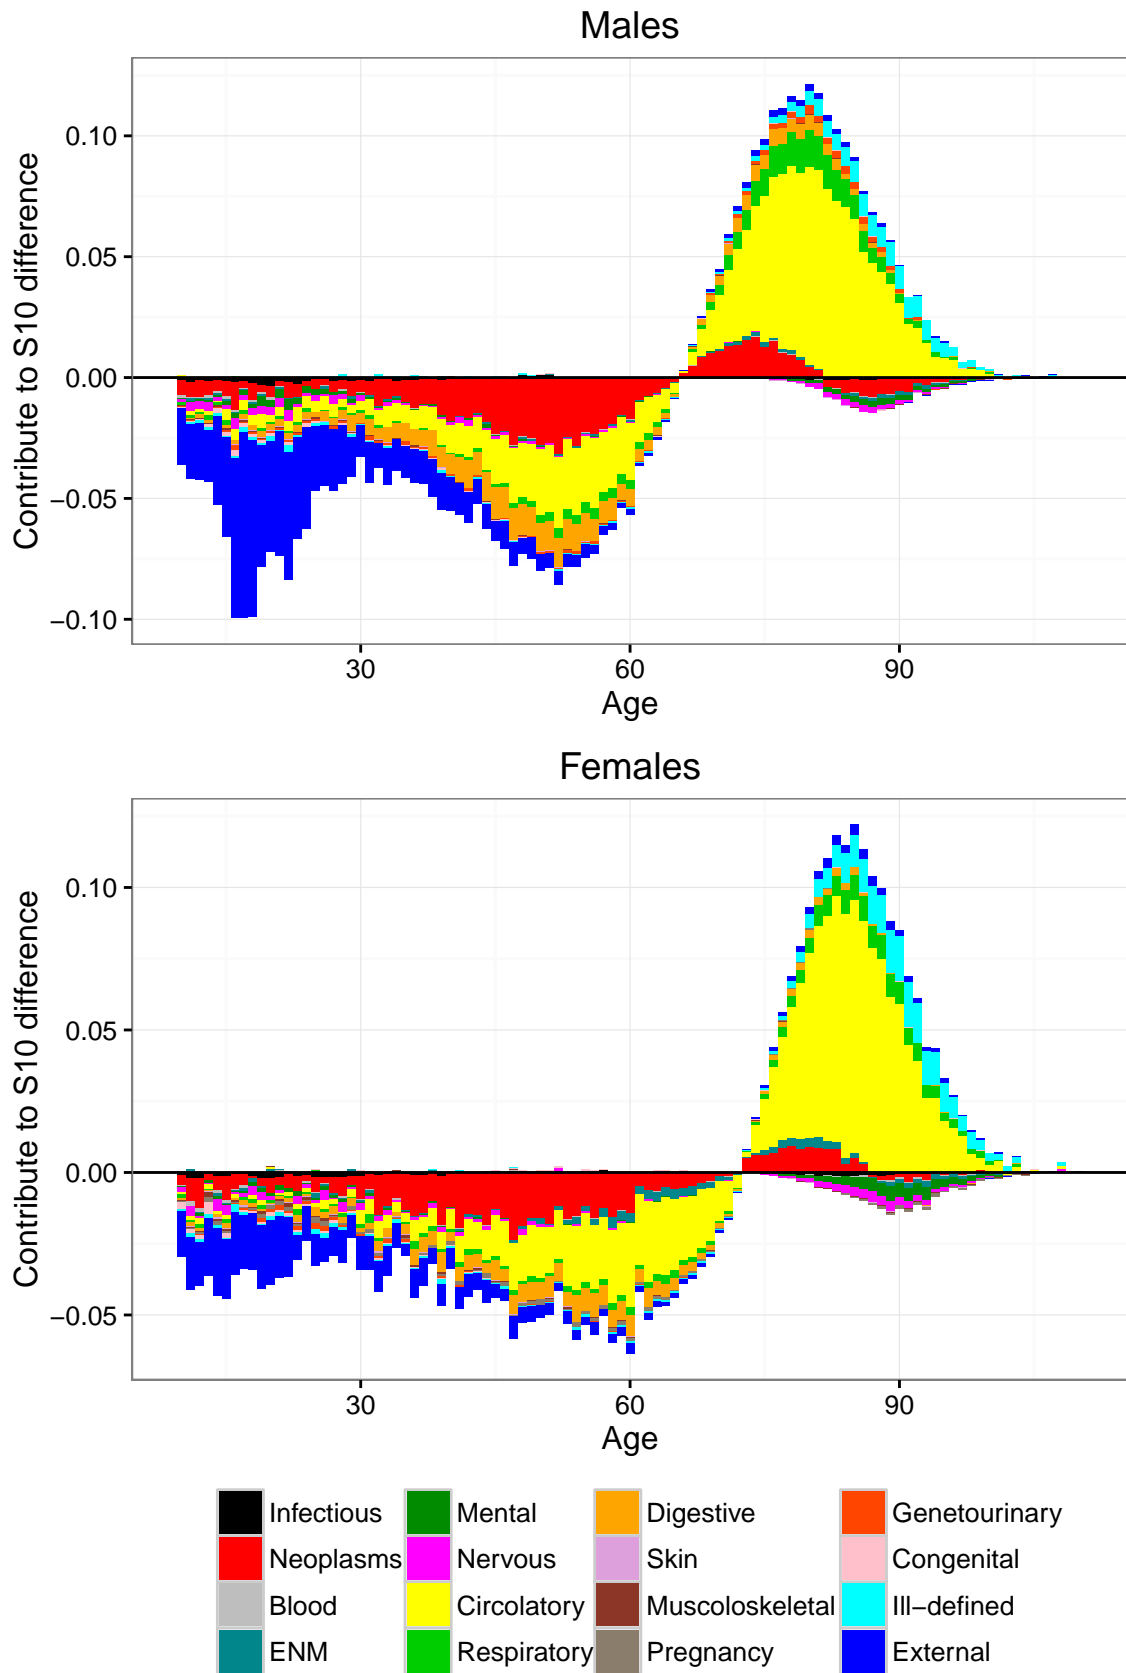 Males
Contribute to S10 difference
0.10
0.05
0.00
−0.05
−0.10
30 60 90
Age
Females
Contribute to S10 difference
0.10
0.05
0.00
−0.05
30 60 90
Age
Infectious Mental Digestive Genetourinary
Neoplasms Nervous Skin Congenital
Blood Circolatory Muscoloskeletal Ill−defined
ENM Respiratory Pregnancy External